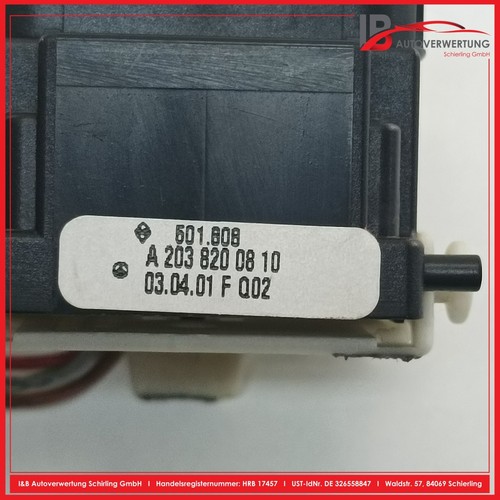 I&B
AUTOVERWERTUNG
Schierling GmbH
501.808
A 203 820 08 10
03.04.01 F Q02
I&B Autoverwertung Schirling GmbH | Handelsregisternummer: HRB 17457 | USt-IdNr. DE 326558847 | Waldstr. 57, 84069 Schierling